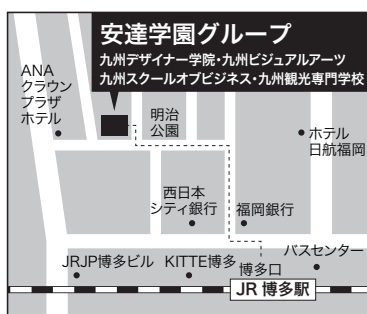 安達学園グループ
九州デザイナー学院・九州ビジュアルアーツ
九州スクールオブビジネス・九州観光専門学校
ANA
クラウン
プラザ
ホテル
明治
公園
ホテル
日航福岡
西日本
シティ銀行
福岡銀行
JRJP博多ビル
KITTE博多
博多口
バスセンター
JR 博多駅